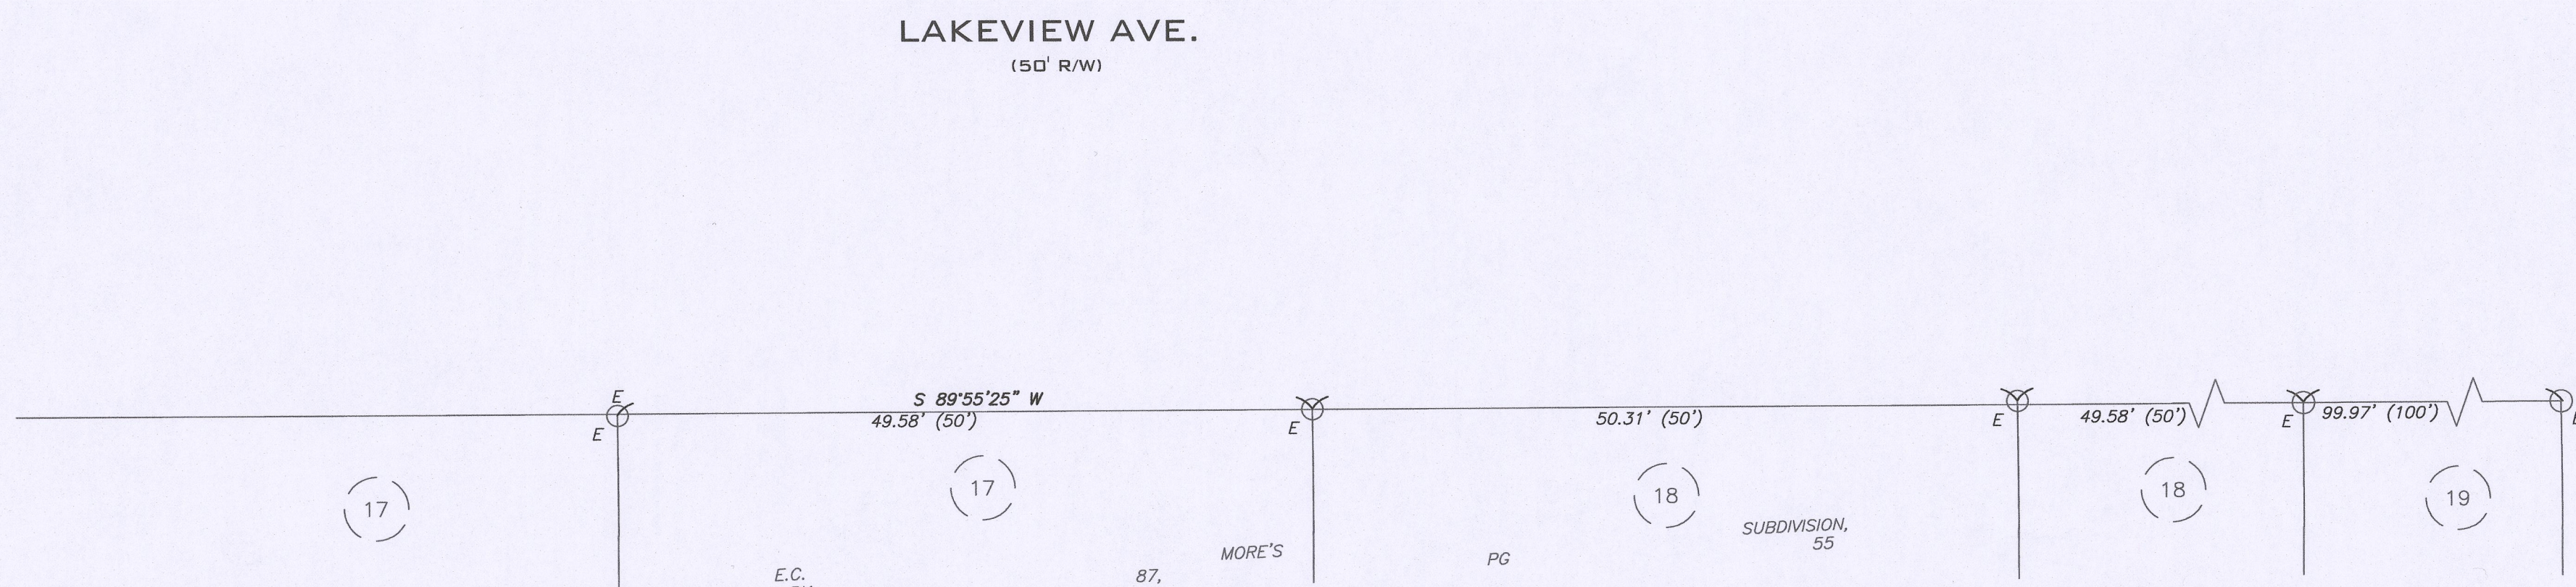 LAKEVIEW AVE.
(50' R/W)
E
S 89°55'25" W
49.58' (50')
50.31' (50')
49.58' (50')
99.97' (100')
E
E
E
E
17
17
18
18
19
SUBDIVISION,
55
MORE'S
PG
E.C.
87,